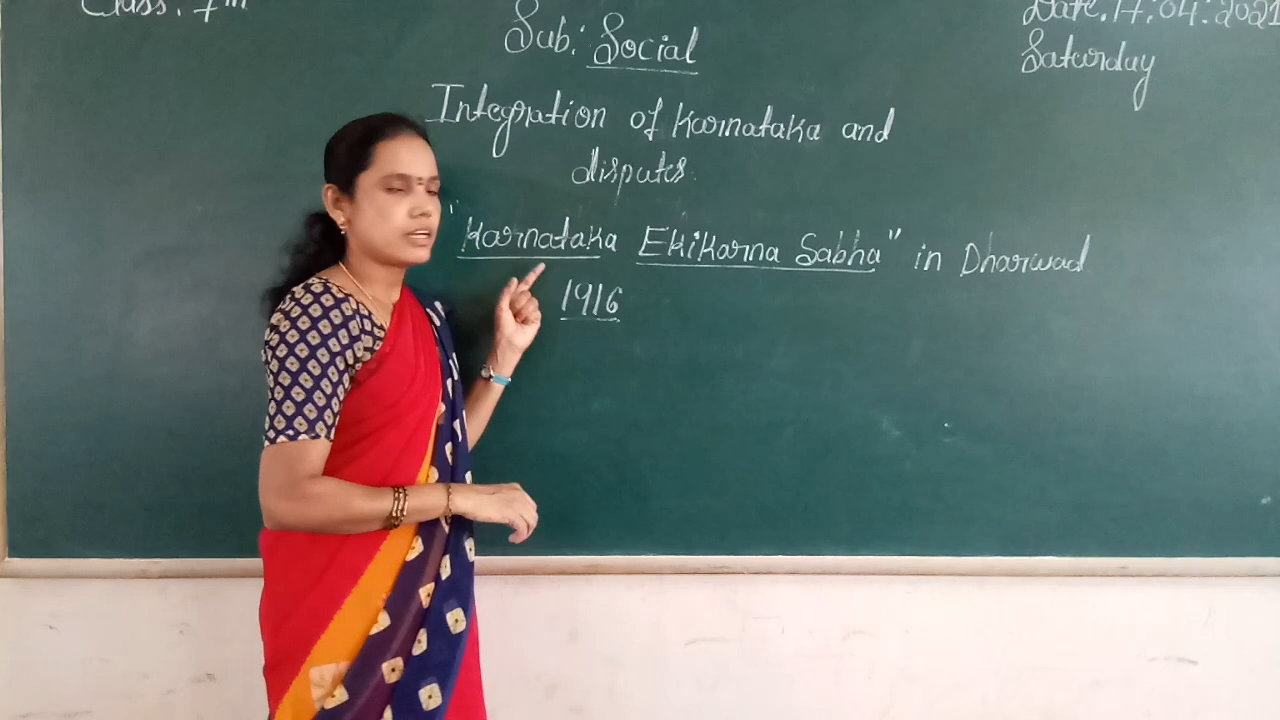 Class: 7th
Sub: Social
Date. 17:04:2021
Saturday
Integration of Karnataka and
disputes.
"Karnataka Ekikarna Sabha" in Dharwad
1916